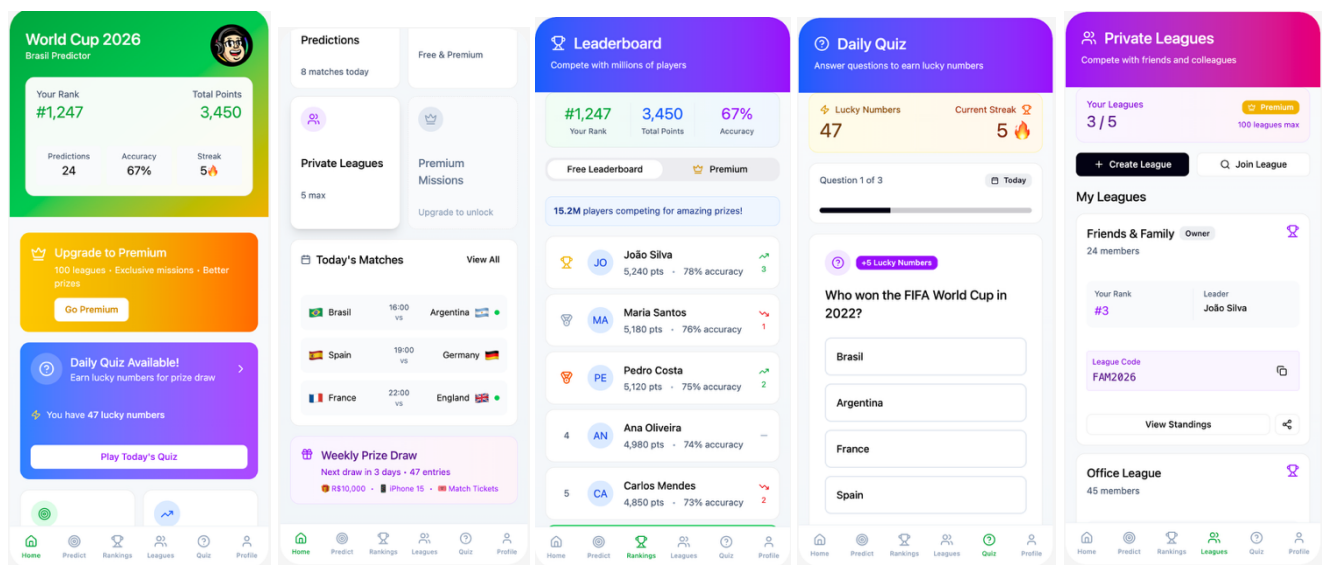 World Cup 2026
Brasil Predictor
Your Rank
Total Points
#1,247
3,450
Predictions
Accuracy
Streak
24
67%
5🔥
Upgrade to Premium
100 leagues • Exclusive missions • Better
prizes
Go Premium
Daily Quiz Available!
Earn lucky numbers for prize draw
You have 47 lucky numbers
Play Today's Quiz
Home
Predict
Rankings
Leagues
Quiz
Profile
Predictions
8 matches today
Free & Premium
Private Leagues
5 max
Premium
Missions
Upgrade to unlock
Today's Matches
View All
Brasil
16:00
vs
Argentina
Spain
19:00
vs
Germany
France
22:00
vs
England
Weekly Prize Draw
Next draw in 3 days • 47 entries
R$10,000 • iPhone 15 • Match Tickets
Home
Predict
Rankings
Leagues
Quiz
Profile
Leaderboard
Compete with millions of players
#1,247
3,450
67%
Your Rank
Total Points
Accuracy
Free Leaderboard
Premium
15.2M players competing for amazing prizes!
JO
João Silva
5,240 pts • 78% accuracy
3
MA
Maria Santos
5,180 pts • 76% accuracy
1
PE
Pedro Costa
5,120 pts • 75% accuracy
2
4
AN
Ana Oliveira
4,980 pts • 74% accuracy
5
CA
Carlos Mendes
4,850 pts • 73% accuracy
2
Home
Predict
Rankings
Leagues
Quiz
Profile
Daily Quiz
Answer questions to earn lucky numbers
Lucky Numbers
Current Streak
47
5🔥
Question 1 of 3
Today
+5 Lucky Numbers
Who won the FIFA World Cup in
2022?
Brasil
Argentina
France
Spain
Home
Predict
Rankings
Leagues
Quiz
Profile
Private Leagues
Compete with friends and colleagues
Your Leagues
Premium
3 / 5
100 leagues max
+ Create League
Join League
My Leagues
Friends & Family
Owner
24 members
Your Rank
Leader
#3
João Silva
League Code
FAM2026
View Standings
Office League
45 members
Home
Predict
Rankings
Leagues
Quiz
Profile